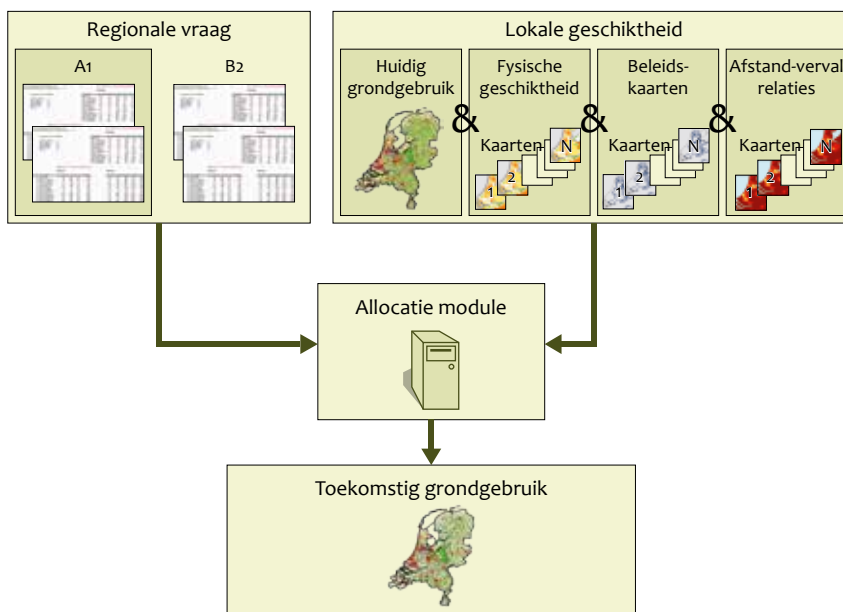 Regionale vraag
A1
B2
Lokale geschiktheid
Huidig
grondgebruik
&
Fysische
geschiktheid
Kaarten
1
2
N
&
Beleids-
kaarten
Kaarten
1
2
N
&
Afstand-verval
relaties
1
2
N
Allocatie module
Toekomstig grondgebruik